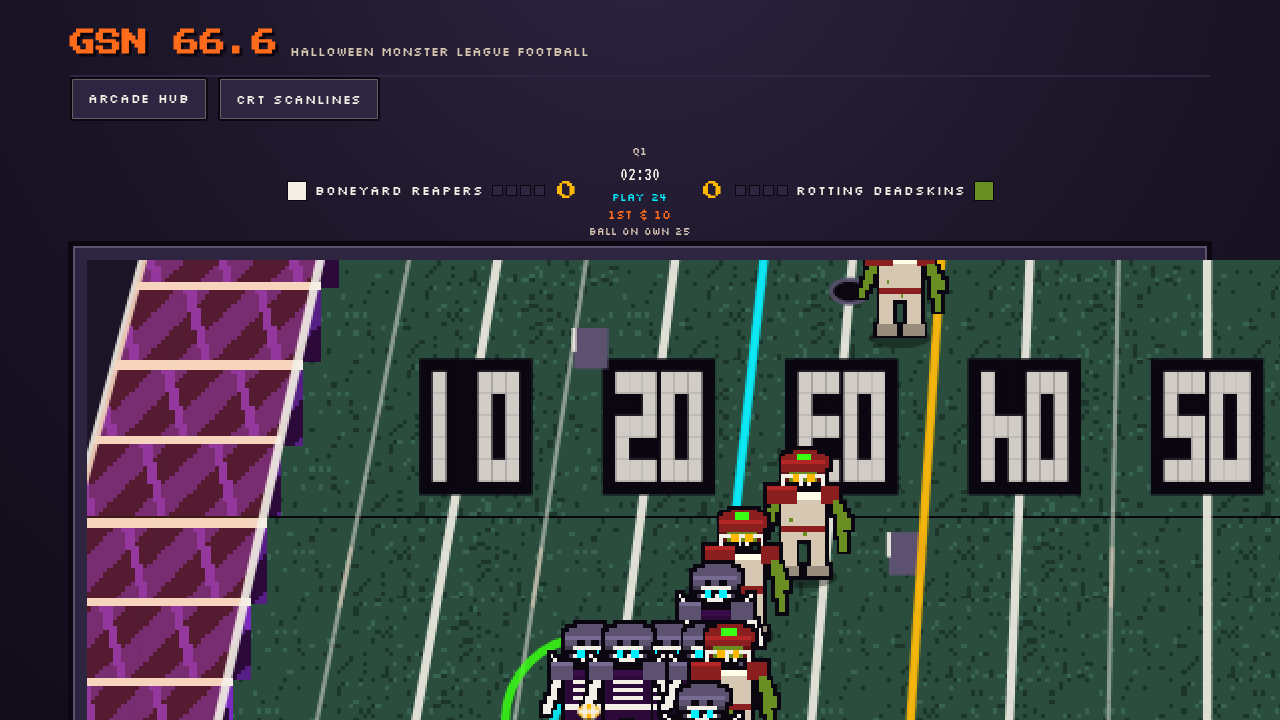 GSN 66.6
HALLOWEEN MONSTER LEAGUE FOOTBALL
ARCADE HUB
CRT SCANLINES
Q1
02:30
BONEYARD REAPERS 0
0 ROTTING DEADSKINS
PLAY 24
1ST & 10
BALL ON OWN 25
10 20 50 40 50